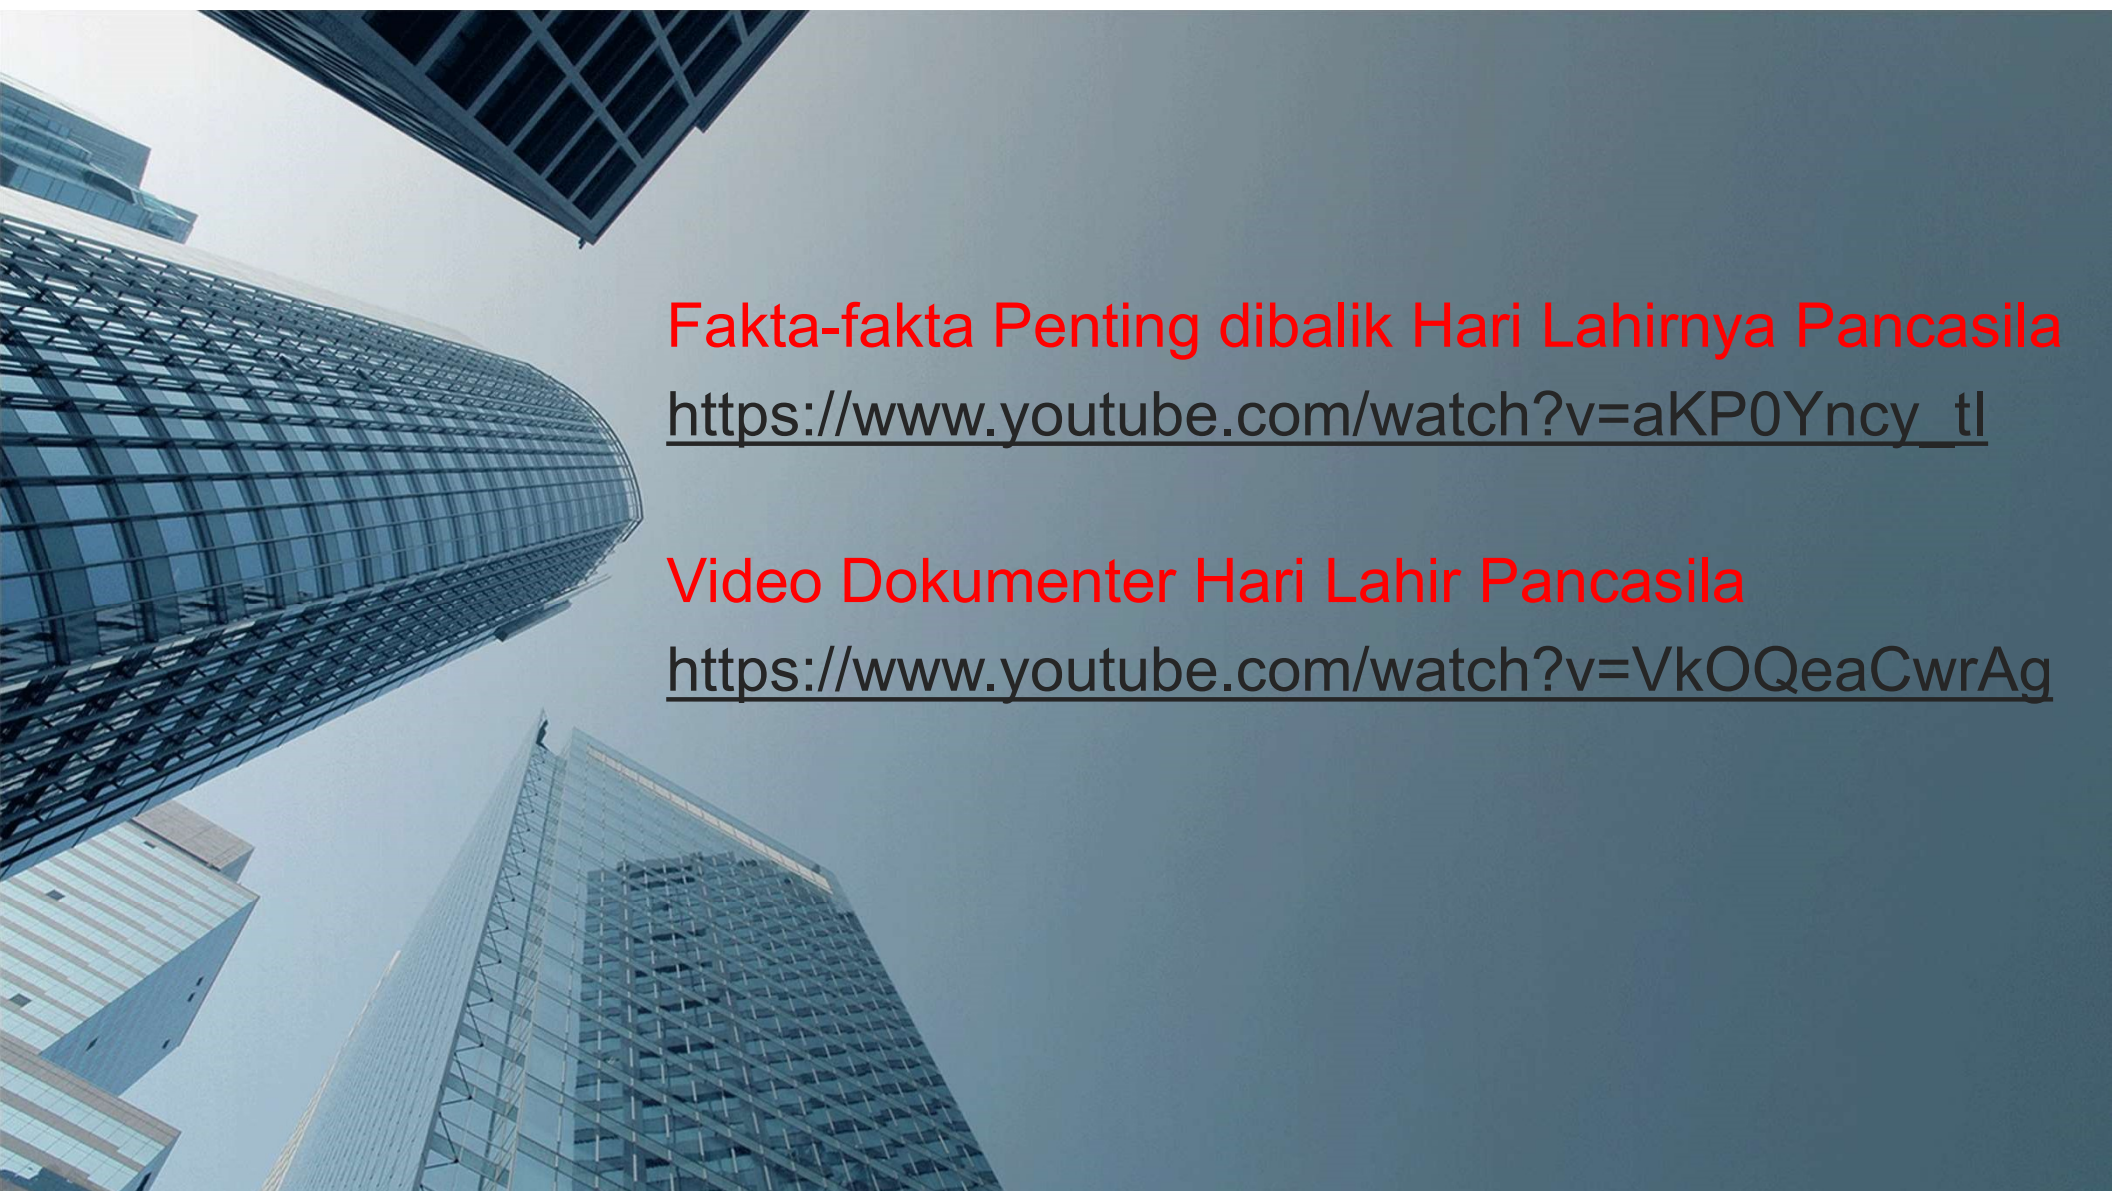 Fakta-fakta Penting dibalik Hari Lahirnya Pancasila
https://www.youtube.com/watch?v=aKP0Yncy_tI
Video Dokumenter Hari Lahir Pancasila
https://www.youtube.com/watch?v=VkOQeaCwrAg